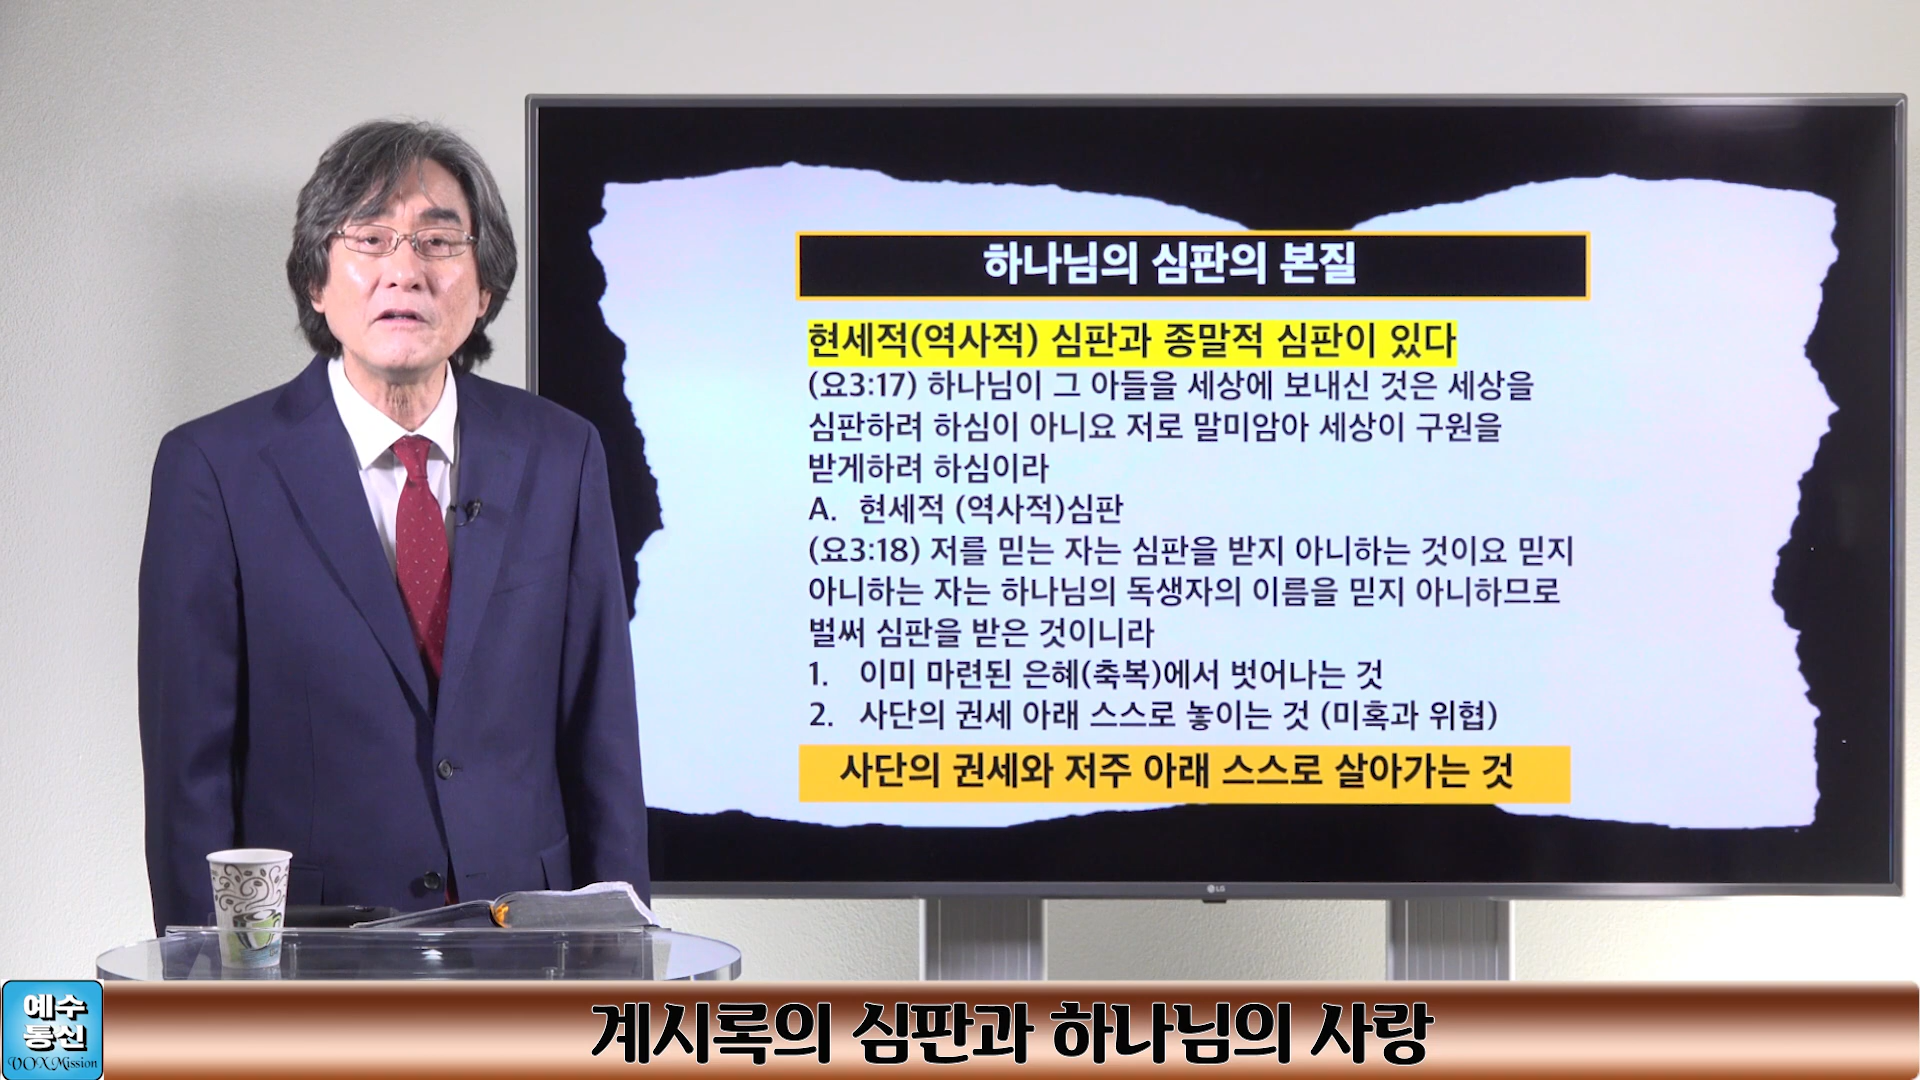 하나님의 심판의 본질
현세적(역사적) 심판과 종말적 심판이 있다
(요3:17) 하나님이 그 아들을 세상에 보내신 것은 세상을
심판하려 하심이 아니요 저로 말미암아 세상이 구원을
받게하려 하심이라
A. 현세적 (역사적)심판
(요3:18) 저를 믿는 자는 심판을 받지 아니하는 것이요 믿지
아니하는 자는 하나님의 독생자의 이름을 믿지 아니하므로
벌써 심판을 받은 것이니라
1. 이미 마련된 은혜(축복)에서 벗어나는 것
2. 사단의 권세 아래 스스로 놓이는 것 (미혹과 위협)
사단의 권세와 저주 아래 스스로 살아가는 것
LG
예수
통신
VOX Mission
계시록의 심판과 하나님의 사랑